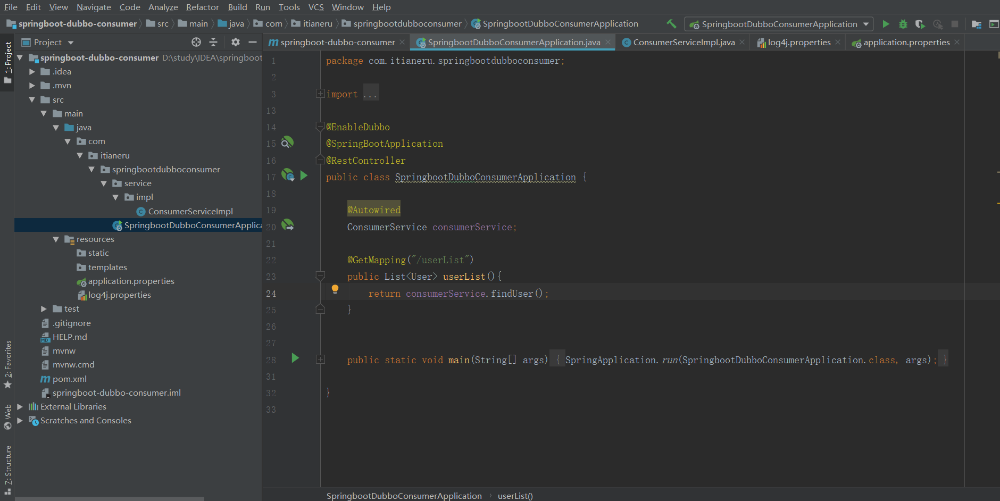 File Edit View Navigate Code Analyze Refactor Build Run Tools VCS Window Help
springboot-dubbo-consumer src main java com itianeru springbootdubboconsumer SpringbootDubboConsumerApplication SpringbootDubboConsumerApplication
Project
springboot-dubbo-consumer SpringbootDubboConsumerApplication.java ConsumerServiceImpl.java log4j.properties application.properties
1: Project
2: Favorites
Web
7: Structure
springboot-dubbo-consumer D:\study\IDEA\springboot
.idea
.mvn
src
main
java
com
itianeru
springbootdubboconsumer
service
impl
ConsumerServiceImpl
SpringbootDubboConsumerApplica
resources
static
templates
application.properties
log4j.properties
test
.gitignore
HELP.md
mvnw
mvnw.cmd
pom.xml
springboot-dubbo-consumer.iml
External Libraries
Scratches and Consoles
1 package com.itianeru.springbootdubboconsumer;
2
3 import ...
13
14 @EnableDubbo
15 @SpringBootApplication
16 @RestController
17 public class SpringbootDubboConsumerApplication {
18
19 @Autowired
20 ConsumerService consumerService;
21
22 @GetMapping("/userList")
23 public List<User> userList(){
24 return consumerService.findUser();
25 }
26
27
28 public static void main(String[] args) { SpringApplication.run(SpringbootDubboConsumerApplication.class, args); }
31
32 }
33
SpringbootDubboConsumerApplication › userList()